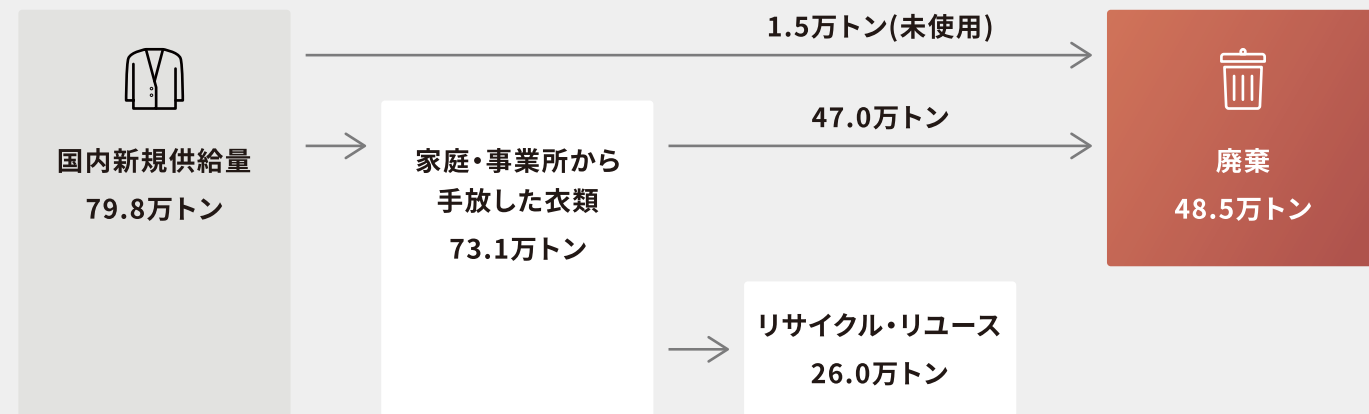 1.5万トン(未使用)
国内新規供給量
79.8万トン
家庭・事業所から
手放した衣類
73.1万トン
47.0万トン
廃棄
48.5万トン
リサイクル・リユース
26.0万トン